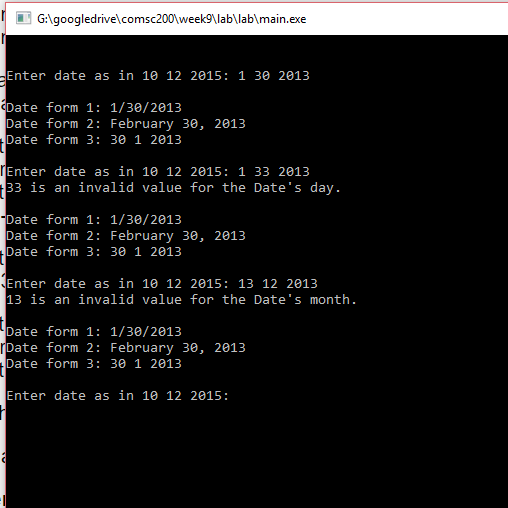 G:\googledrive\comsc200\week9\lab\lab\main.exe
Enter date as in 10 12 2015: 1 30 2013
Date form 1: 1/30/2013
Date form 2: February 30, 2013
Date form 3: 30 1 2013
Enter date as in 10 12 2015: 1 33 2013
33 is an invalid value for the Date's day.
Date form 1: 1/30/2013
Date form 2: February 30, 2013
Date form 3: 30 1 2013
Enter date as in 10 12 2015: 13 12 2013
13 is an invalid value for the Date's month.
Date form 1: 1/30/2013
Date form 2: February 30, 2013
Date form 3: 30 1 2013
Enter date as in 10 12 2015: